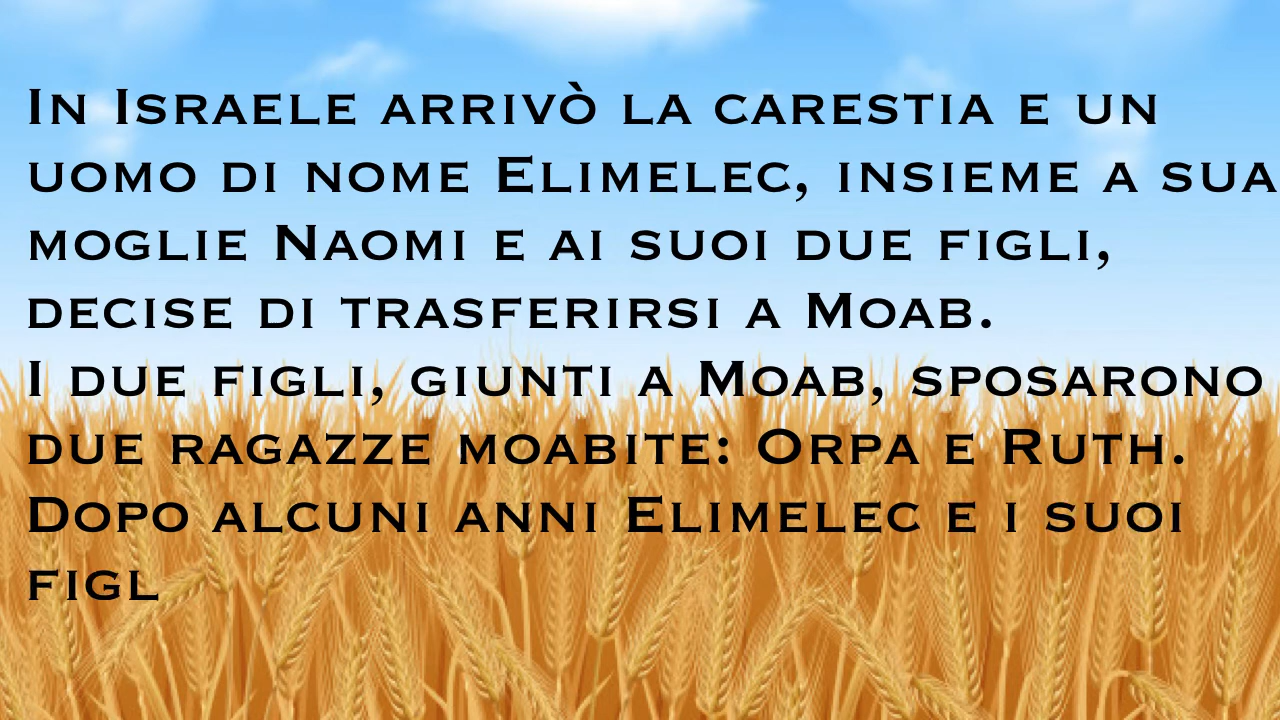 In Israele arrivò la carestia e un
uomo di nome Elimelec, insieme a sua
moglie Naomi e ai suoi due figli,
decise di trasferirsi a Moab.
I due figli, giunti a Moab, sposarono
due ragazze moabite: Orpa e Ruth.
Dopo alcuni anni Elimelec e i suoi
figl